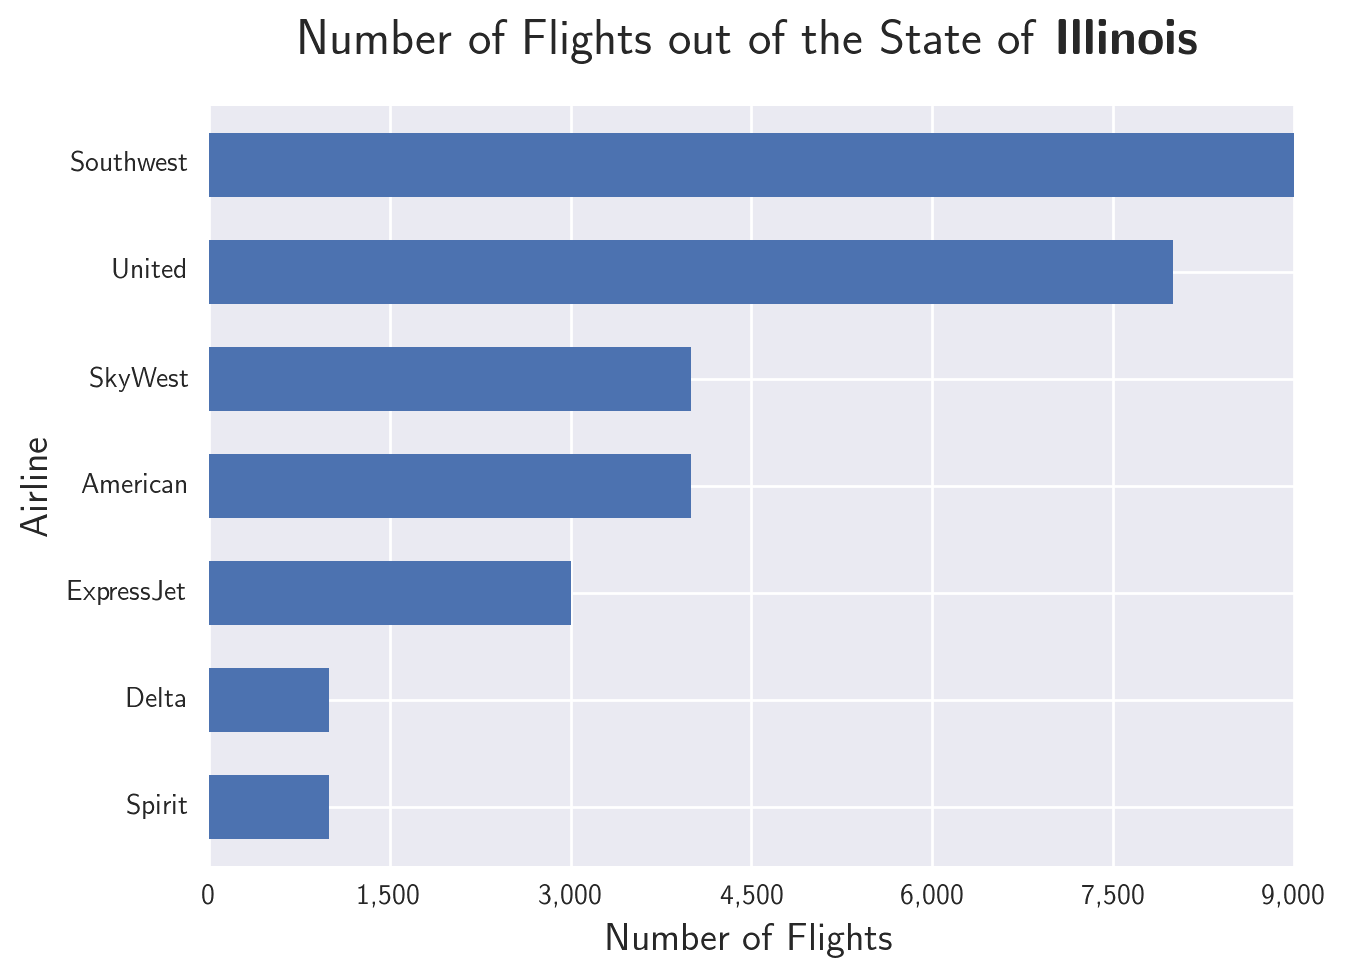 Number of Flights out of the State of Illinois
Southwest
United
SkyWest
American
ExpressJet
Delta
Spirit
Airline
0 1,500 3,000 4,500 6,000 7,500 9,000
Number of Flights